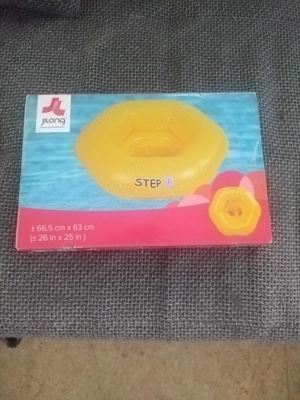 jilong
STEP A
± 66.5 cm x 63 cm
(± 26 in x 25 in)